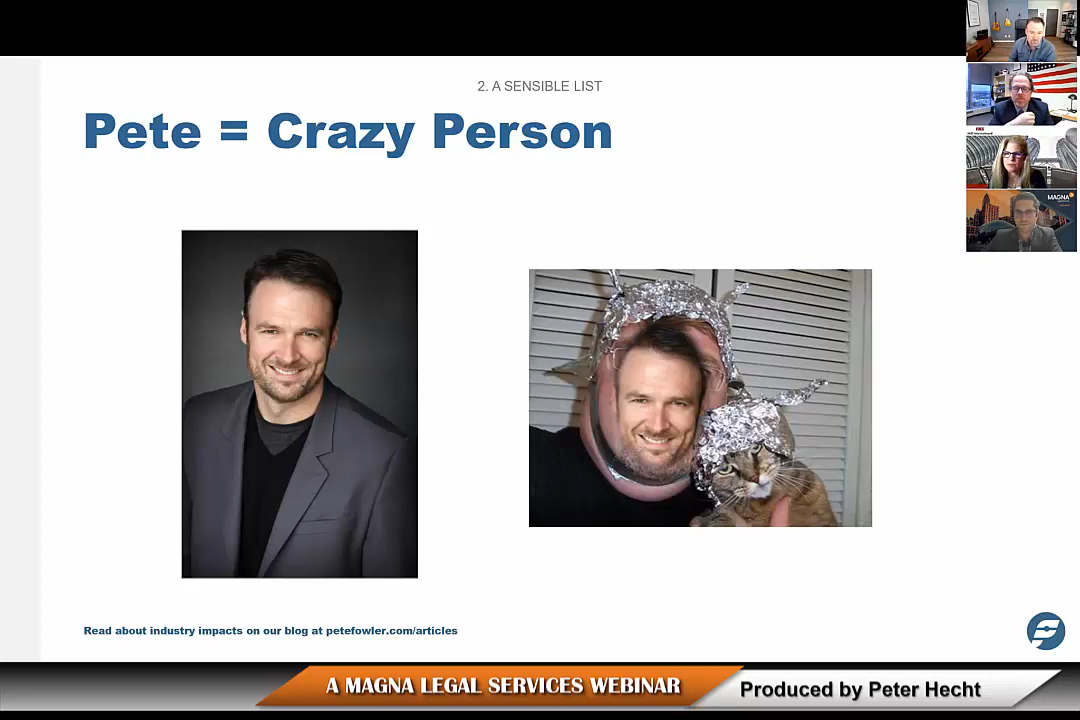 2. A SENSIBLE LIST
Pete = Crazy Person
MAGNA
Read about industry impacts on our blog at petefowler.com/articles
A MAGNA LEGAL SERVICES WEBINAR
Produced by Peter Hecht